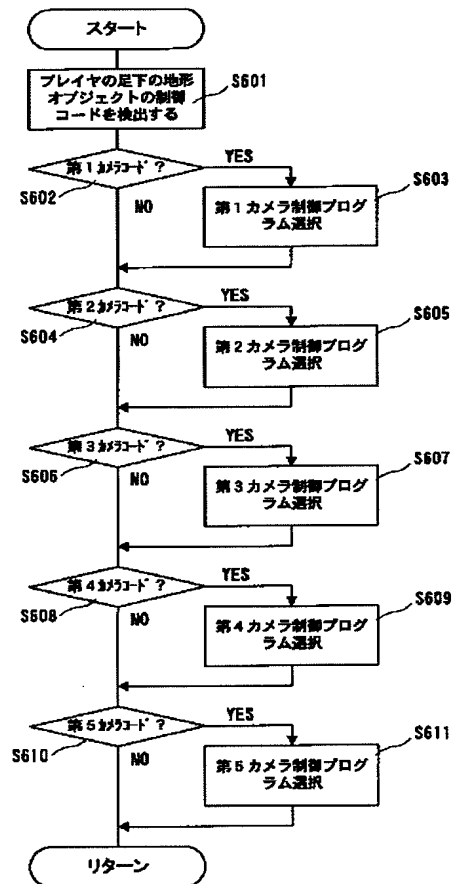 スタート
プレイヤの足下の地形
オブジェクトの制御
コードを検出する
S601
第1カメラコード?
YES
S602
NO
第1カメラ制御プログ
ラム選択
S603
第2カメラコード?
YES
S604
NO
第2カメラ制御プログ
ラム選択
S605
第3カメラコード?
YES
S606
NO
第3カメラ制御プログ
ラム選択
S607
第4カメラコード?
YES
S608
NO
第4カメラ制御プログ
ラム選択
S609
第5カメラコード?
YES
S610
NO
第5カメラ制御プログ
ラム選択
S611
リターン